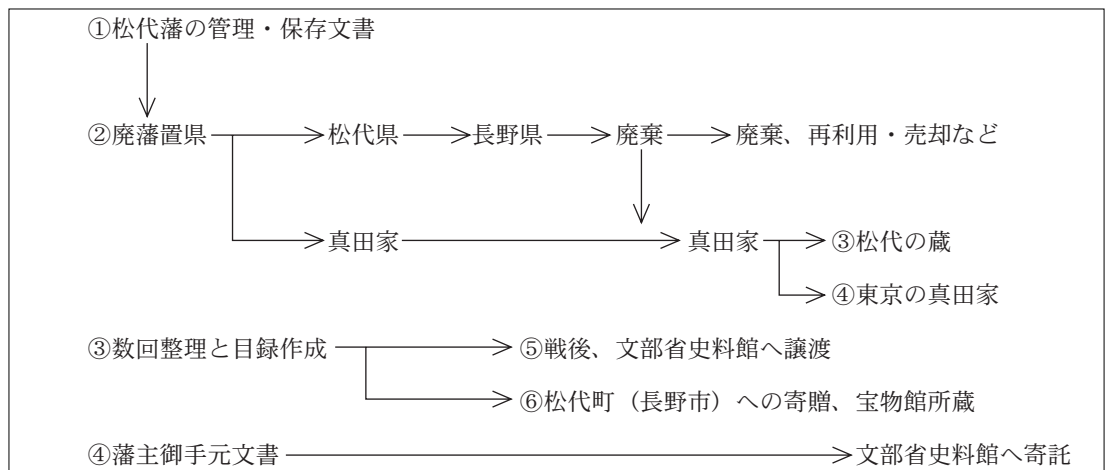 ①松代藩の管理・保存文書
②廃藩置県 松代県 長野県 廃棄 廃棄、再利用・売却など
真田家 真田家 ③松代の蔵
④東京の真田家
③数回整理と目録作成 ⑤戦後、文部省史料館へ譲渡
⑥松代町（長野市）への寄贈、宝物館所蔵
④藩主御手元文書 文部省史料館へ寄託